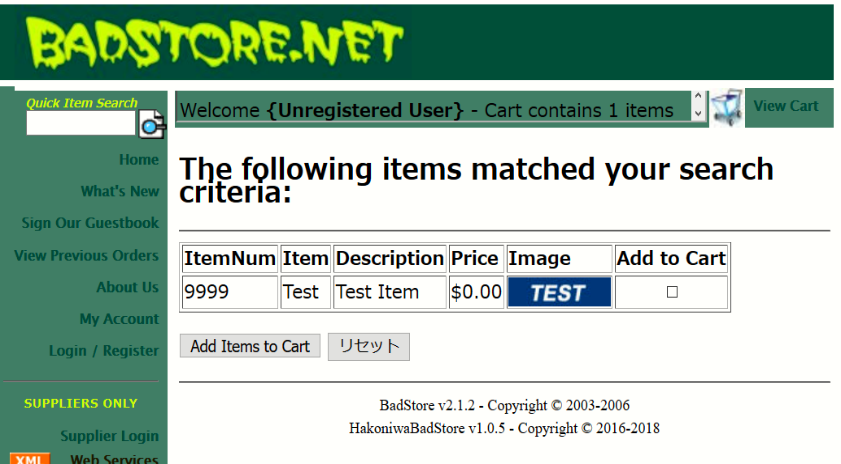 BADSTORE.NET
Quick Item Search
Welcome {Unregistered User} - Cart contains 1 items
View Cart
Home
What's New
Sign Our Guestbook
View Previous Orders
About Us
My Account
Login / Register
SUPPLIERS ONLY
Supplier Login
XML Web Services
The following items matched your search
criteria:
ItemNum Item Description Price Image Add to Cart
9999 Test Test Item $0.00 TEST
Add Items to Cart リセット
BadStore v2.1.2 - Copyright © 2003-2006
HakoniwaBadStore v1.0.5 - Copyright © 2016-2018